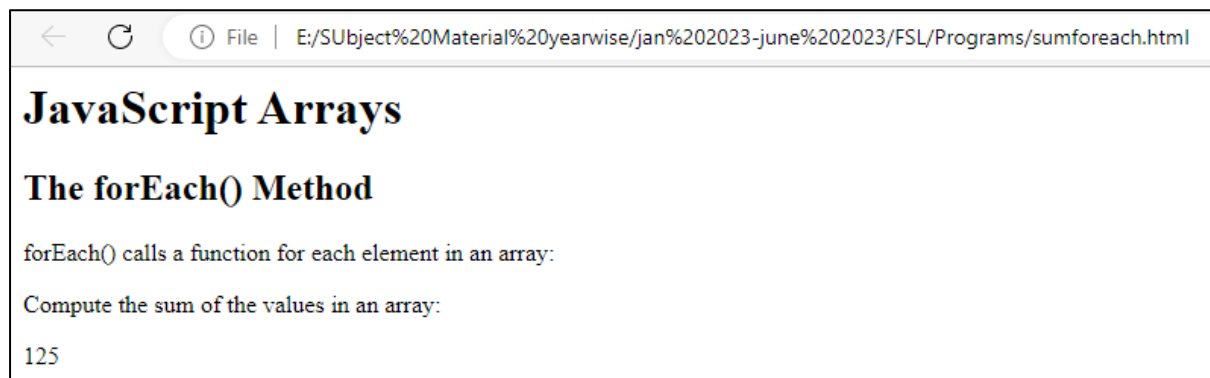 File | E:/SUbject%20Material%20yearwise/jan%202023-june%202023/FSL/Programs/sumforeach.html
JavaScript Arrays
The forEach() Method
forEach() calls a function for each element in an array:
Compute the sum of the values in an array:
125